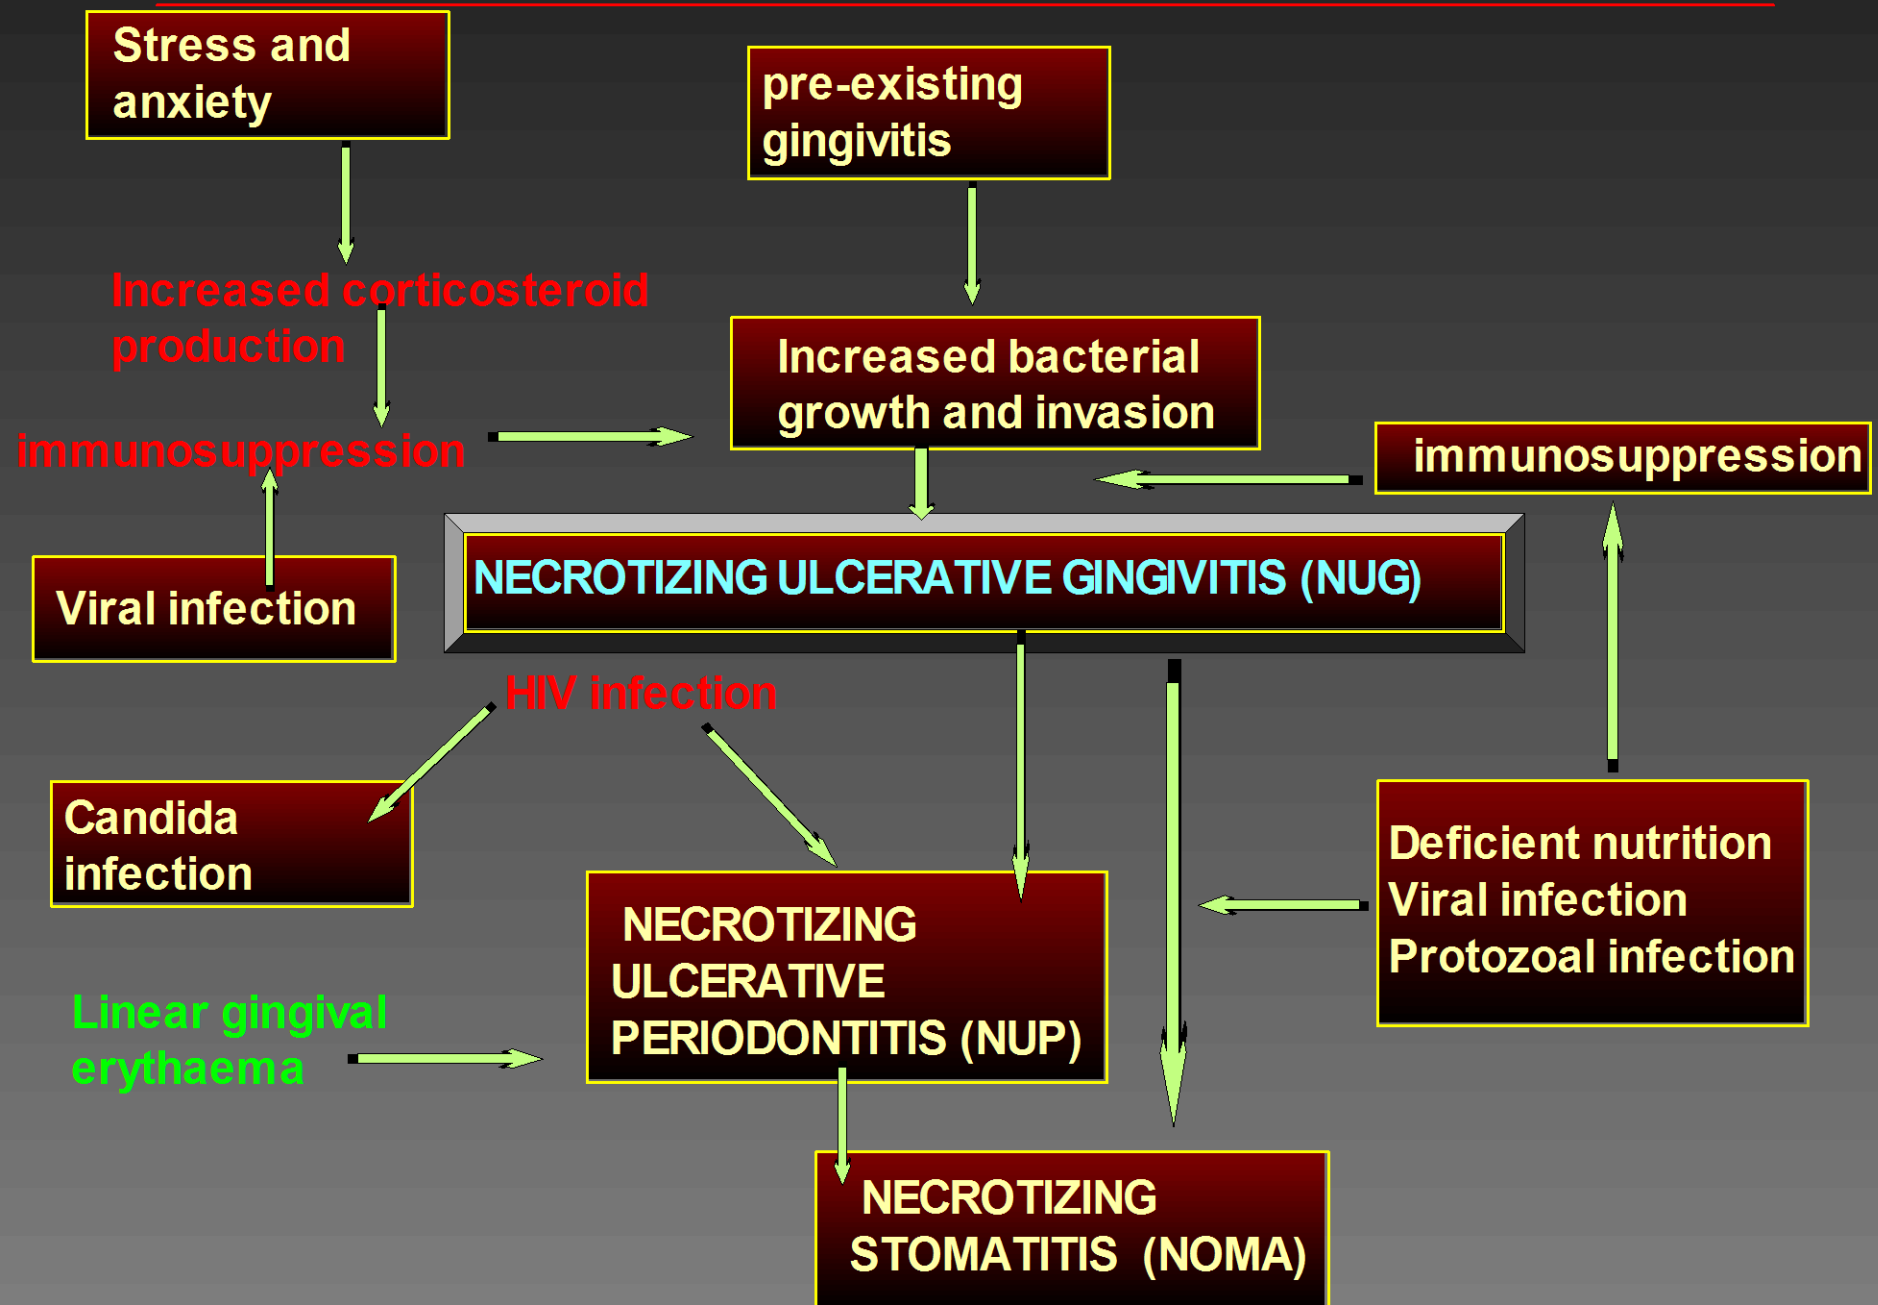 Stress and
anxiety
pre-existing
gingivitis
Increased corticosteroid
production
Increased bacterial
growth and invasion
immunosuppression
immunosuppression
NECROTIZING ULCERATIVE GINGIVITIS (NUG)
Viral infection
HIV infection
Candida
infection
Deficient nutrition
Viral infection
Protozoal infection
NECROTIZING
ULCERATIVE
PERIODONTITIS (NUP)
Linear gingival
erythaema
NECROTIZING
STOMATITIS (NOMA)